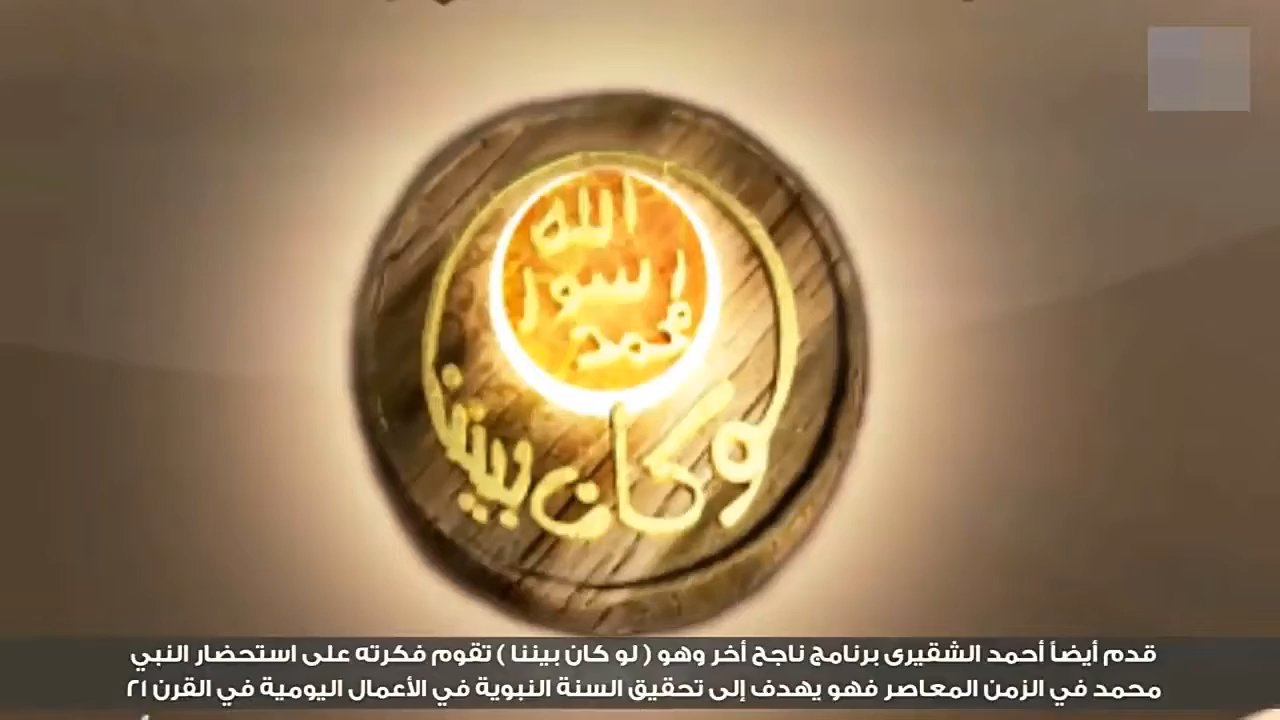 الله
رسول
محمد
لو كان بيننا
قدم أيضاً أحمد الشقيرى برنامج ناجح أخر وهو ( لو كان بيننا ) تقوم فكرته على استحضار النبي
محمد في الزمن المعاصر فهو يهدف إلى تحقيق السنة النبوية في الأعمال اليومية في القرن ٢١